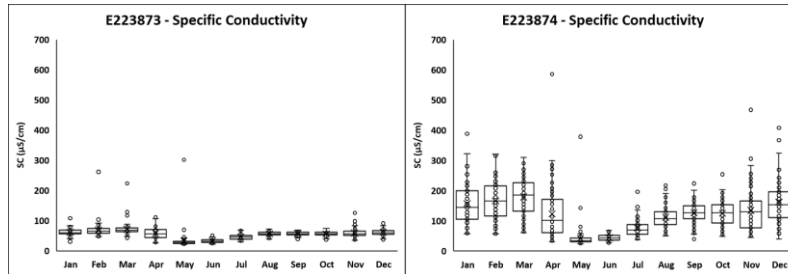 E223873 - Specific Conductivity
700
600
500
400
300
200
100
0
SC (µS/cm)
Jan Feb Mar Apr May Jun Jul Aug Sep Oct Nov Dec
E223874 - Specific Conductivity
700
600
500
400
300
200
100
0
SC (µS/cm)
Jan Feb Mar Apr May Jun Jul Aug Sep Oct Nov Dec